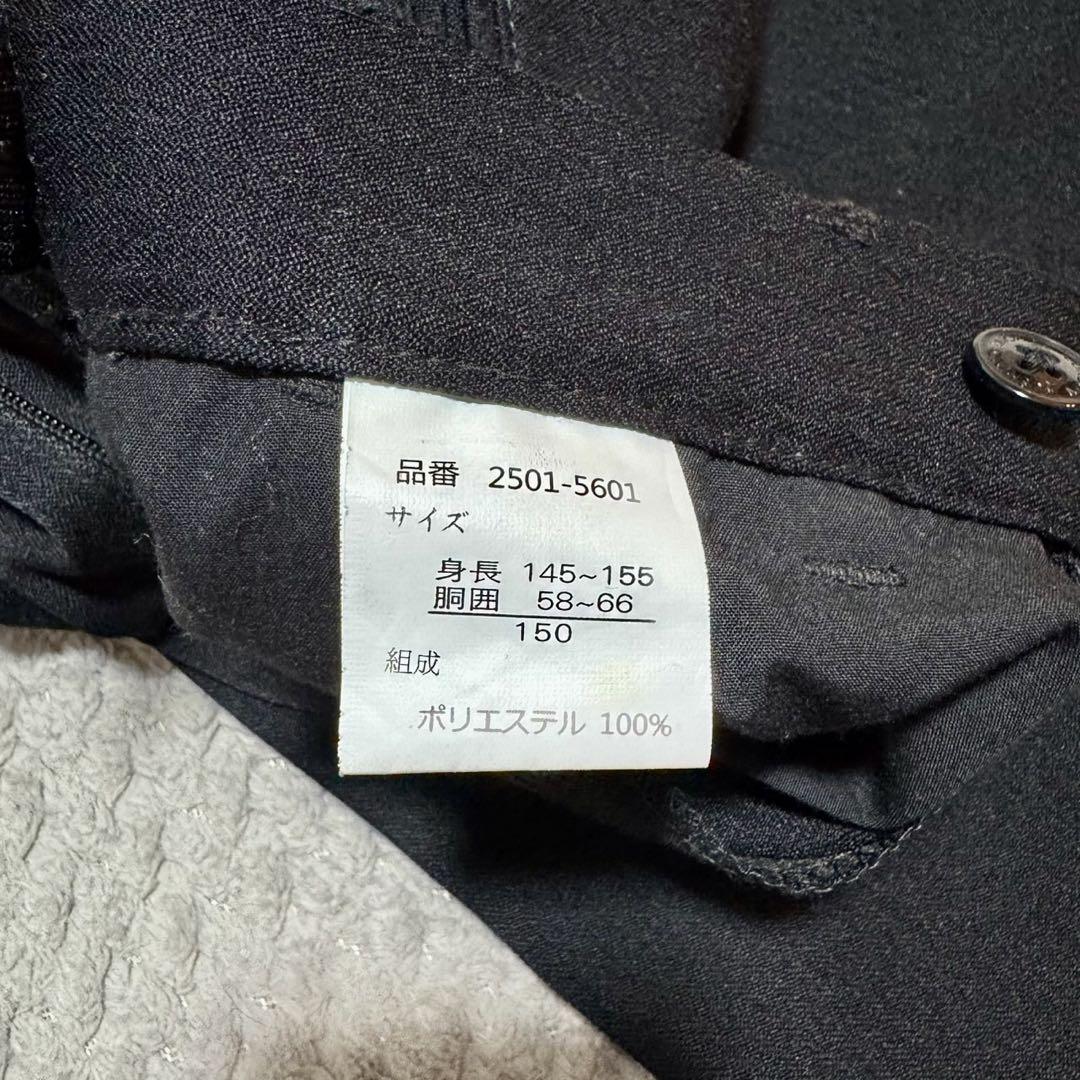 品番 2501-5601
サイズ
身長 145~155
胴囲 58~66
150
組成
ポリエステル 100%